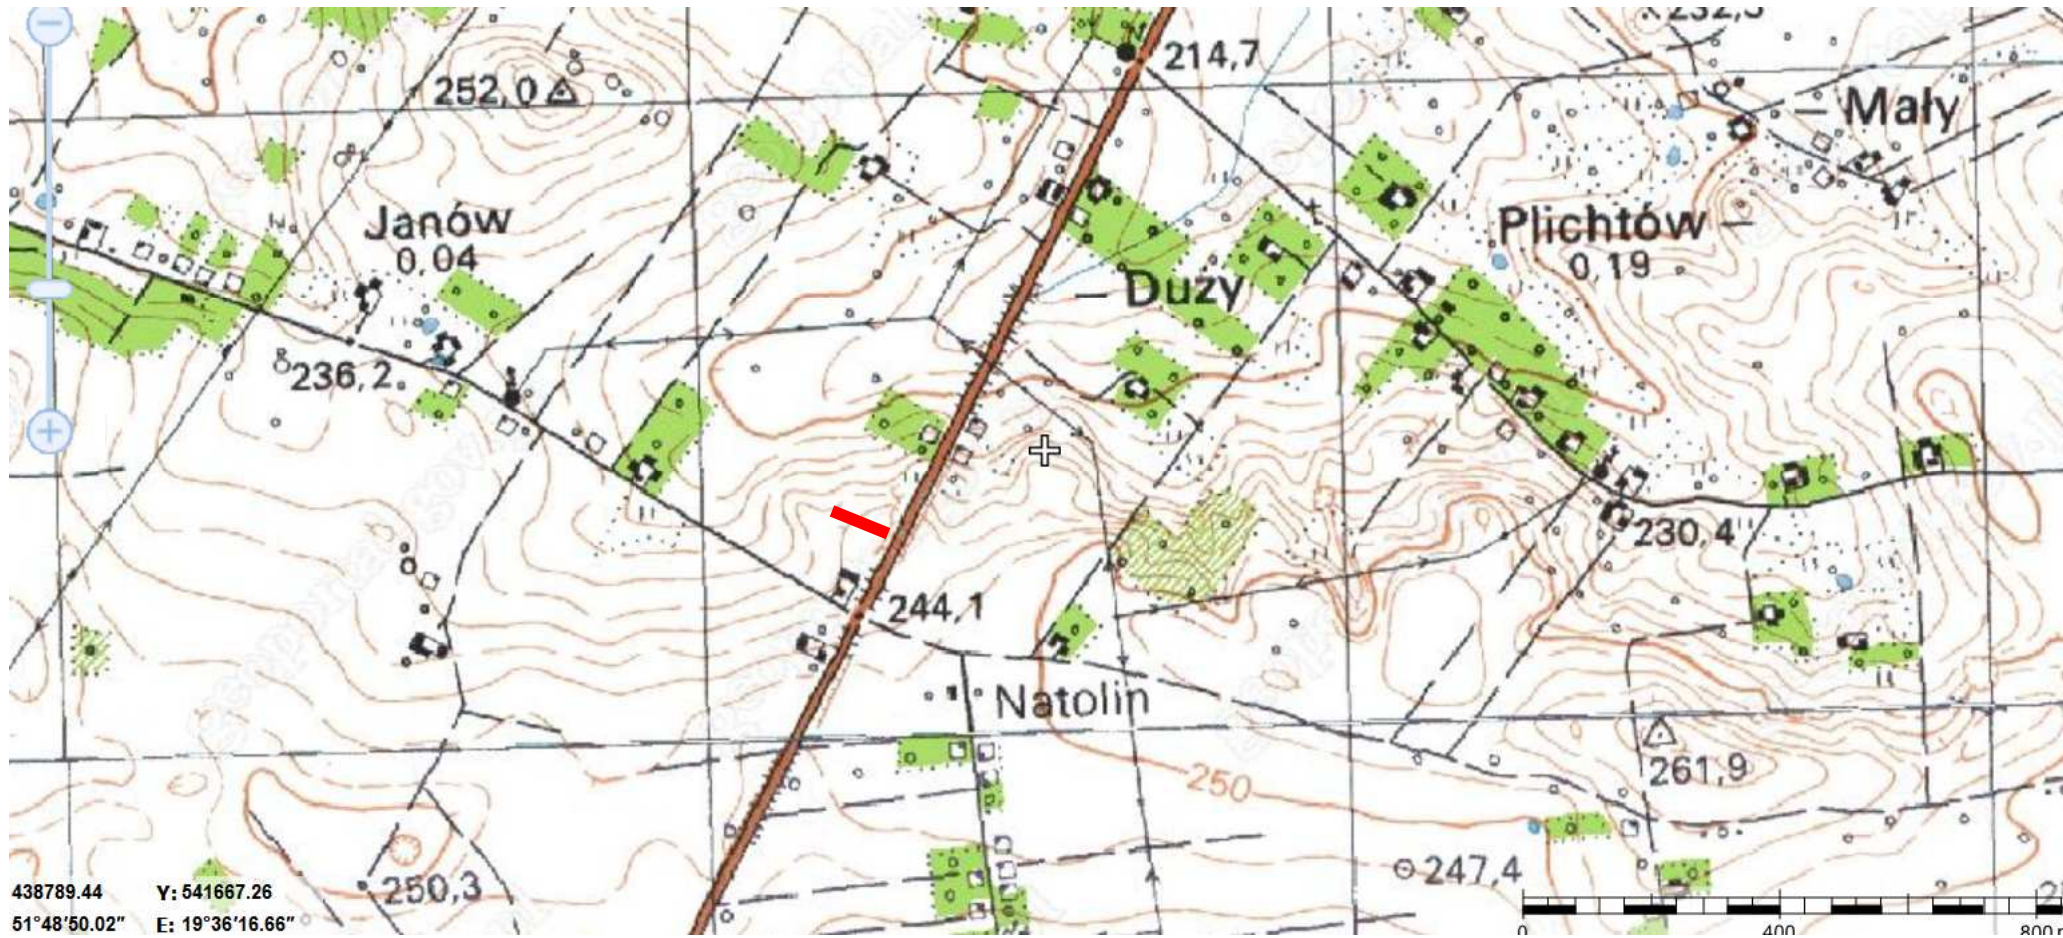 232,5
214,7
252,0
– Mały
Janów
0,04
Plichtów –
0,19
– Duży
236,2
230,4
244,1
Natolin
261,9
250
247,4
250,3
438789.44 Y: 541667.26
51°48'50.02" E: 19°36'16.66"
0 400 800